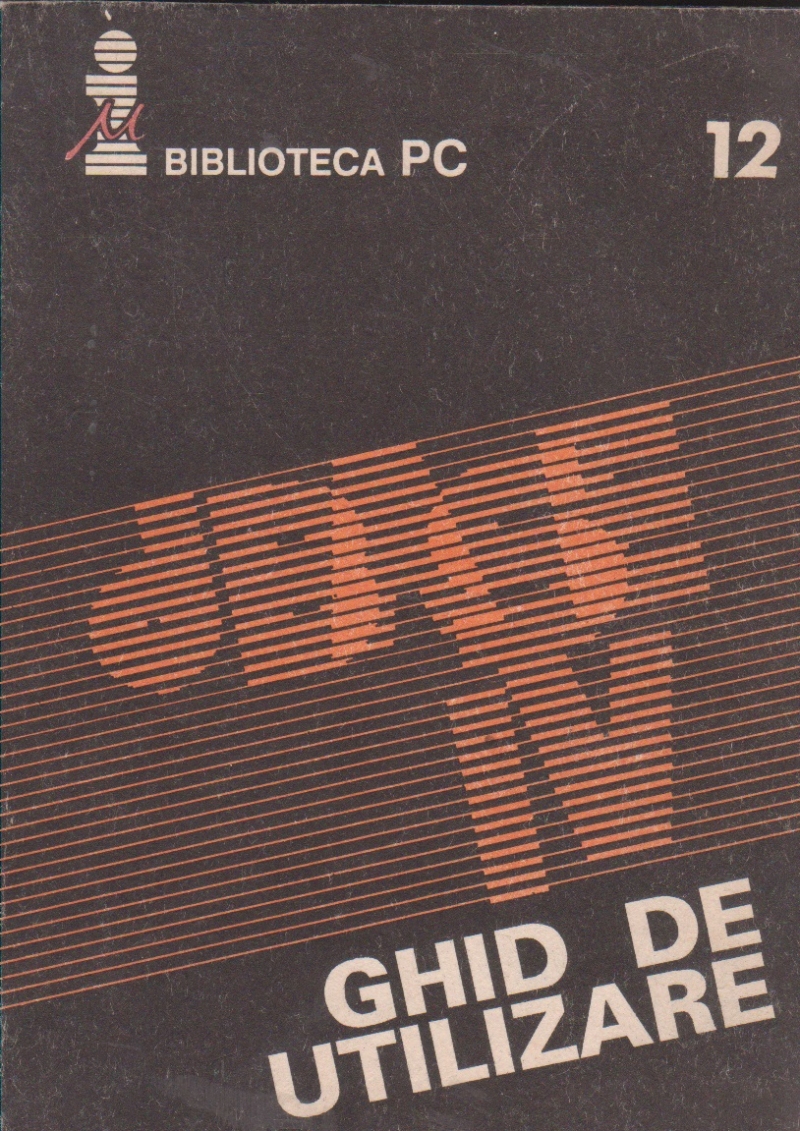 μ BIBLIOTECA PC 12
GHID DE
UTILIZARE